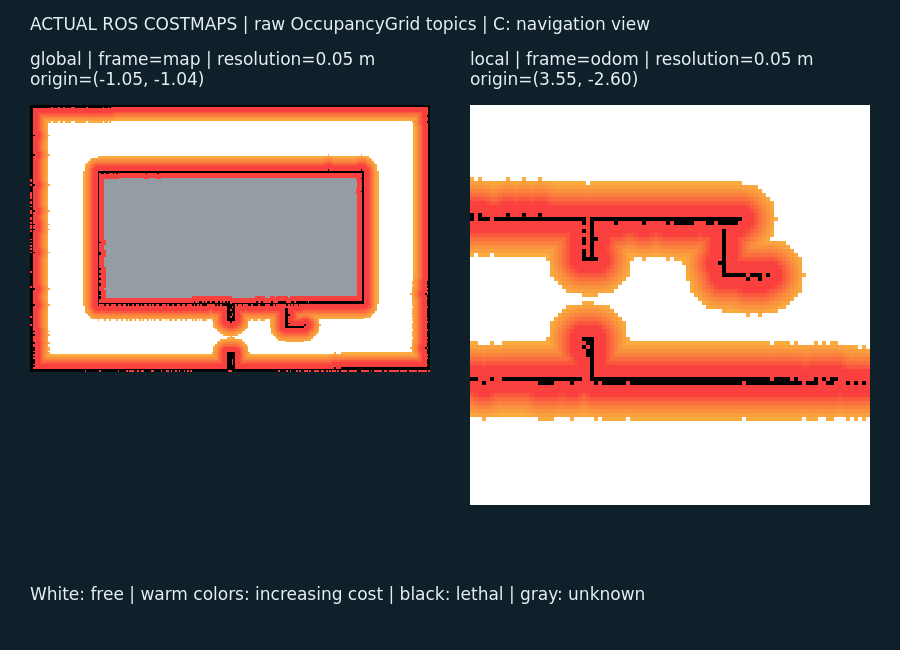 ACTUAL ROS COSTMAPS | raw OccupancyGrid topics | C: navigation view
global | frame=map | resolution=0.05 m
origin=(-1.05, -1.04)
local | frame=odom | resolution=0.05 m
origin=(3.55, -2.60)
White: free | warm colors: increasing cost | black: lethal | gray: unknown